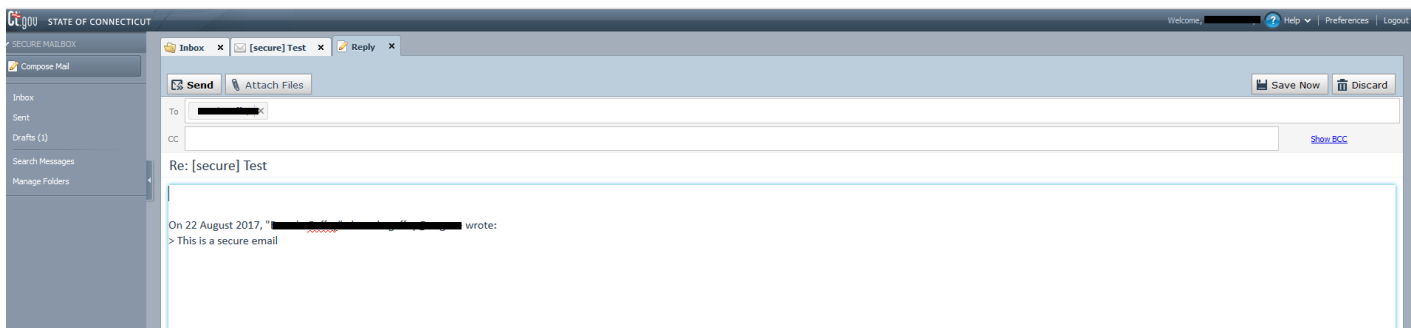 Ct.gov STATE OF CONNECTICUT
Welcome, Help | Preferences | Logout
SECURE MAILBOX
Compose Mail
Inbox
Sent
Drafts (1)
Search Messages
Manage Folders
Inbox x [secure] Test x Reply x
Send Attach Files Save Now Discard
To
CC Show BCC
Re: [secure] Test
On 22 August 2017, " wrote:
> This is a secure email